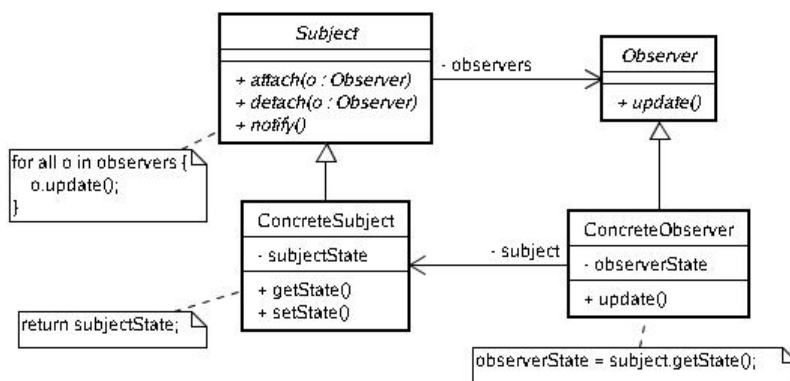 Subject
+ attach(o : Observer)
+ detach(o : Observer)
+ notify()
- observers
Observer
+ update()
for all o in observers {
o.update();
}
ConcreteSubject
- subjectState
+ getState()
+ setState()
- subject
ConcreteObserver
- observerState
+ update()
return subjectState;
observerState = subject.getState();